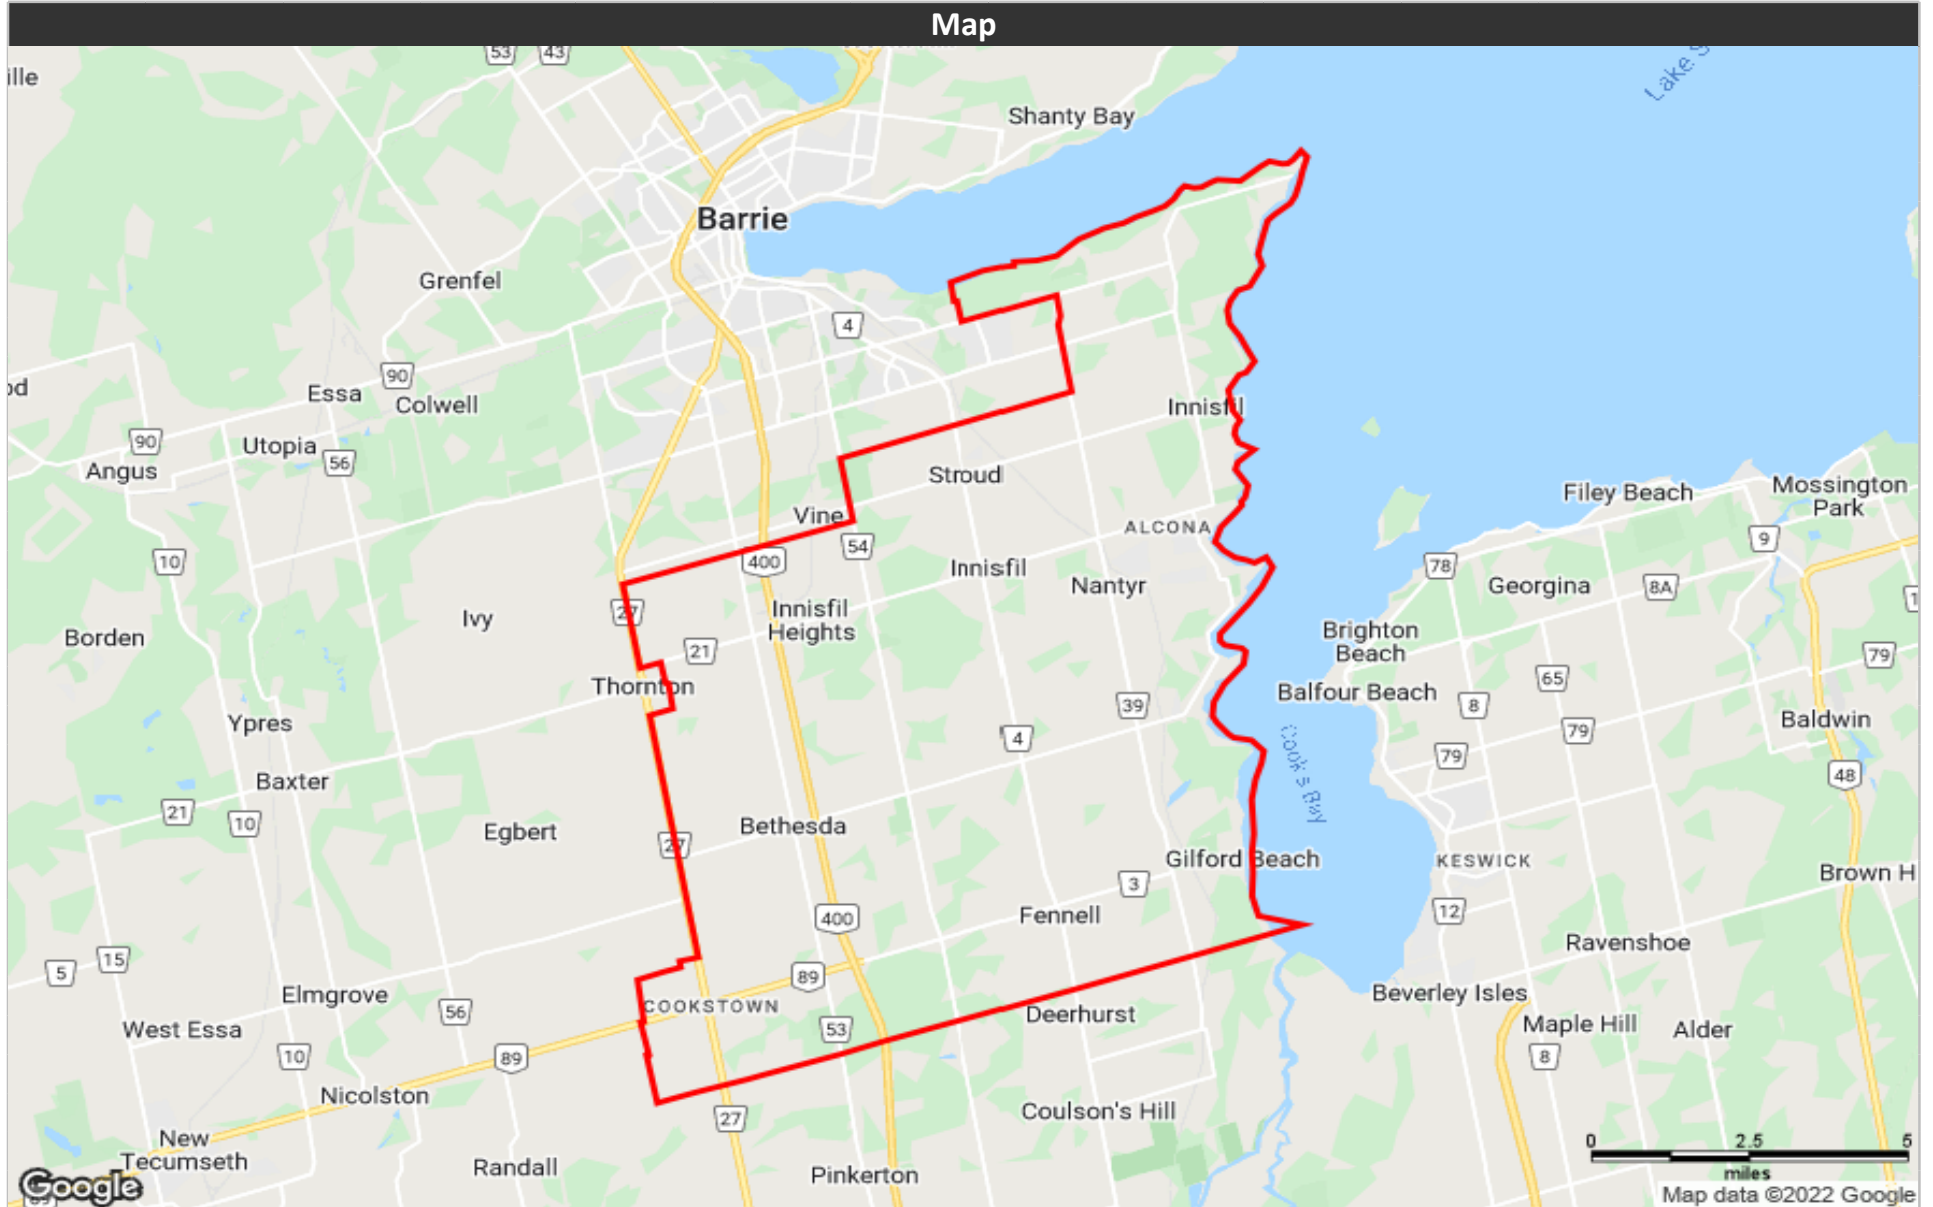 Map
53
43
ille
Lake S
Shanty Bay
Barrie
Grenfel
4
90
Essa
Colwell
od
Innisfil
90
Utopia
56
Angus
Stroud
Filey Beach
Mossington
Park
Vine
ALCONA
9
54
10
400
Innisfil
78
Nantyr
Georgina
8A
1
27
Innisfil
Heights
Ivy
Borden
Brighton
Beach
21
79
Thornton
65
Balfour Beach
8
39
Ypres
4
79
Baldwin
Cook's Bay
79
Baxter
48
21
10
Egbert
Bethesda
27
Gilford Beach
KESWICK
Brown H
3
400
Fennell
12
Ravenshoe
15
5
89
Elmgrove
Beverley Isles
COOKSTOWN
56
Deerhurst
West Essa
53
Maple Hill
Alder
10
89
8
Nicolston
27
Coulson's Hill
New
Tecumseth
0 2.5 5
miles
Randall
Pinkerton
Google
89
Map data ©2022 Google